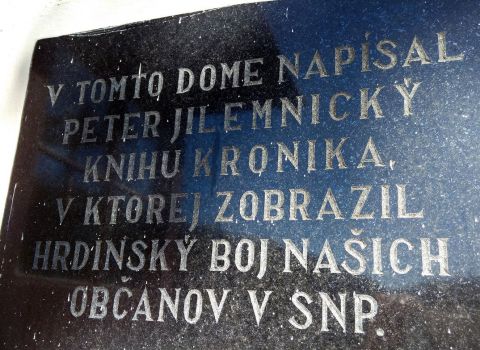 V TOMTO DOME NAPÍSAL
PETER JILEMNICKÝ
KNIHU KRONIKA,
V KTOREJ ZOBRAZIL
HRDINSKÝ BOJ NAŠICH
OBČANOV V SNP.